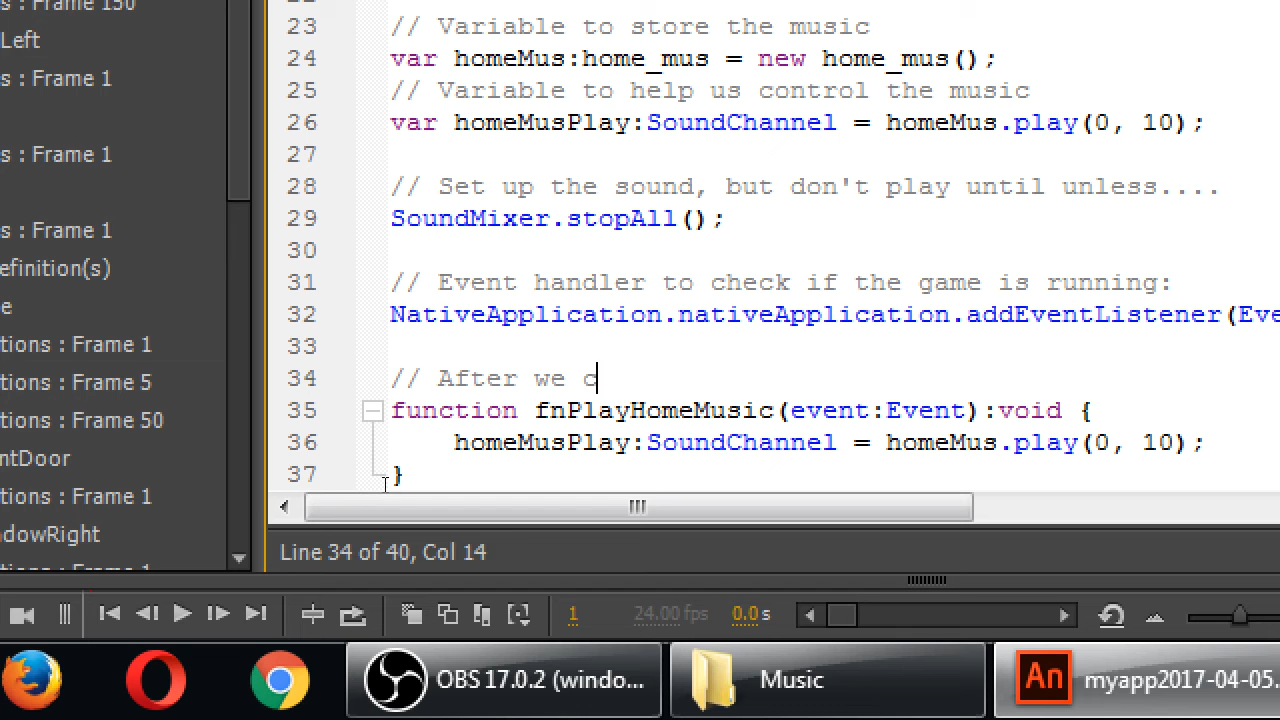 s : Frame 150
Left
s : Frame 1
s : Frame 1
s : Frame 1
efinition(s)
e
tions : Frame 1
tions : Frame 5
tions : Frame 50
ntDoor
tions : Frame 1
ndowRight
23 // Variable to store the music
24 var homeMus:home_mus = new home_mus();
25 // Variable to help us control the music
26 var homeMusPlay:SoundChannel = homeMus.play(0, 10);
27
28 // Set up the sound, but don't play until unless....
29 SoundMixer.stopAll();
30
31 // Event handler to check if the game is running:
32 NativeApplication.nativeApplication.addEventListener(Eve
33
34 // After we c
35 function fnPlayHomeMusic(event:Event):void {
36 homeMusPlay:SoundChannel = homeMus.play(0, 10);
37 }
Line 34 of 40, Col 14
1 24.00 fps 0.0 s
OBS 17.0.2 (windo...
Music
An myapp2017-04-05.